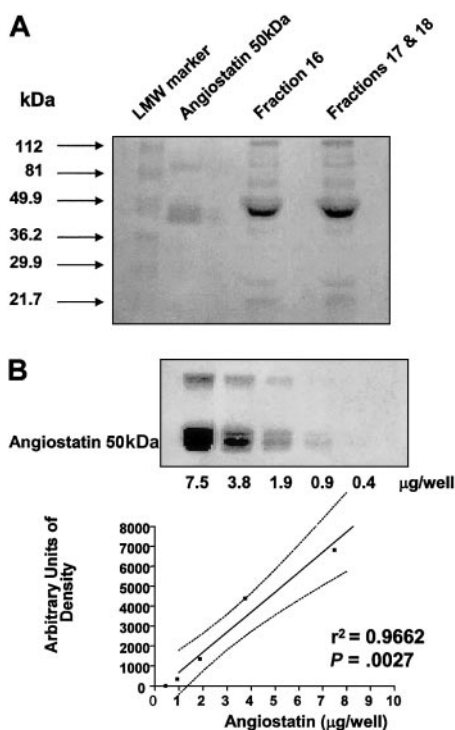 A
kDa
LMW marker
Angiostatin 50kDa
Fraction 16
Fractions 17 & 18
112
81
49.9
36.2
29.9
21.7
B
Angiostatin 50kDa
7.5 3.8 1.9 0.9 0.4 µg/well
Arbitrary Units of
Density
8000
7000
6000
5000
4000
3000
2000
1000
0
0 1 2 3 4 5 6 7 8 9 10
r² = 0.9662
P = .0027
Angiostatin (µg/well)